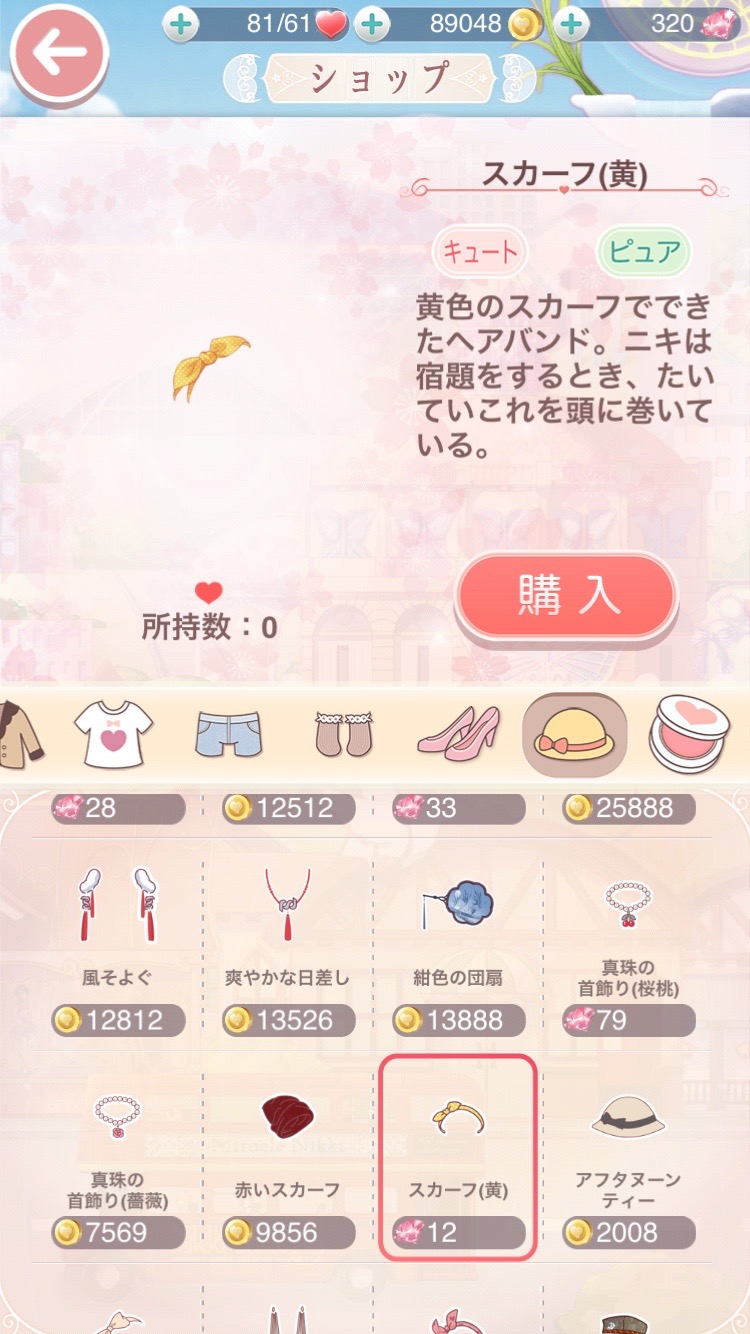 81/61
89048
320
ショップ
スカーフ(黄)
キュート
ピュア
黄色のスカーフででき
たヘアバンド。ニキは
宿題をするとき、たい
ていこれを頭に巻いて
いる。
購入
所持数：0
28
12512
33
25888
風そよぐ
爽やかな日差し
紺色の団扇
真珠の
首飾り(桜桃)
12812
13526
13888
79
真珠の
首飾り(薔薇)
赤いスカーフ
スカーフ(黄)
アフタヌーン
ティー
7569
9856
12
2008